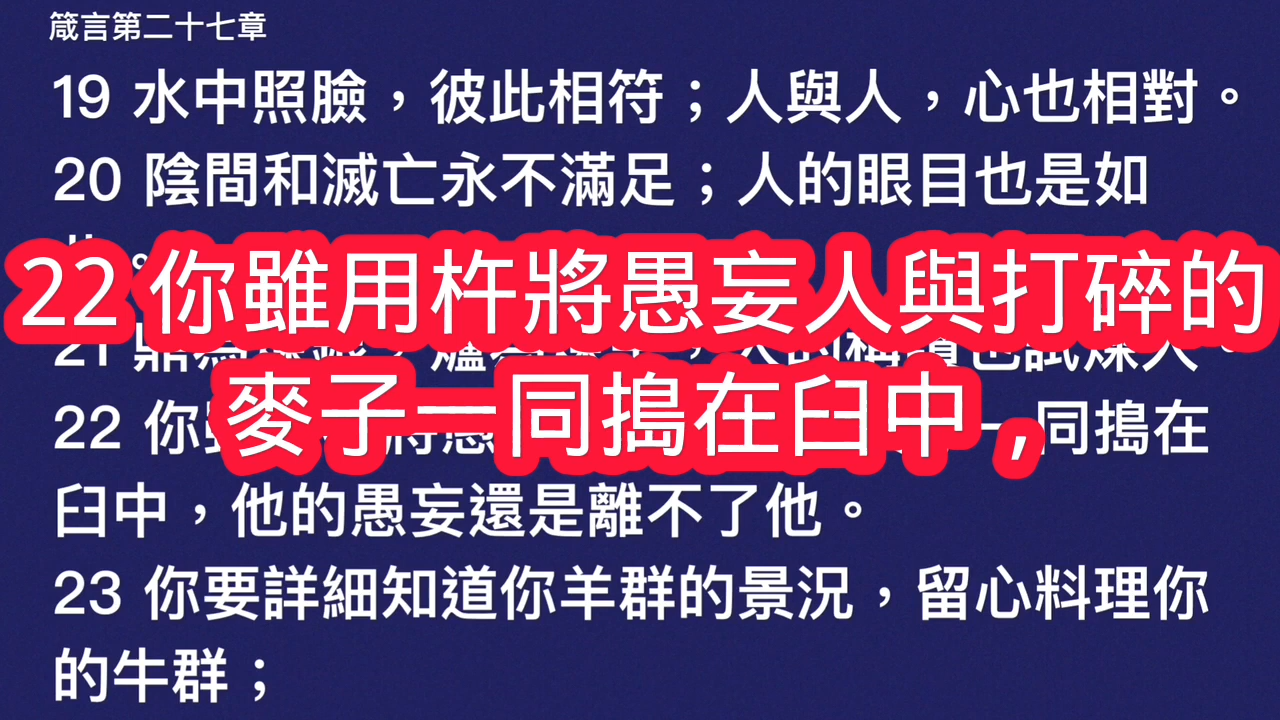 箴言第二十七章
19 水中照臉，彼此相符；人與人，心也相對。
20 陰間和滅亡永不滿足；人的眼目也是如
22 你雖用杵將愚妄人與打碎的
麥子一同搗在臼中，
21
22 你 同搗在
臼中，他的愚妄還是離不了他。
23 你要詳細知道你羊群的景況，留心料理你
的牛群；